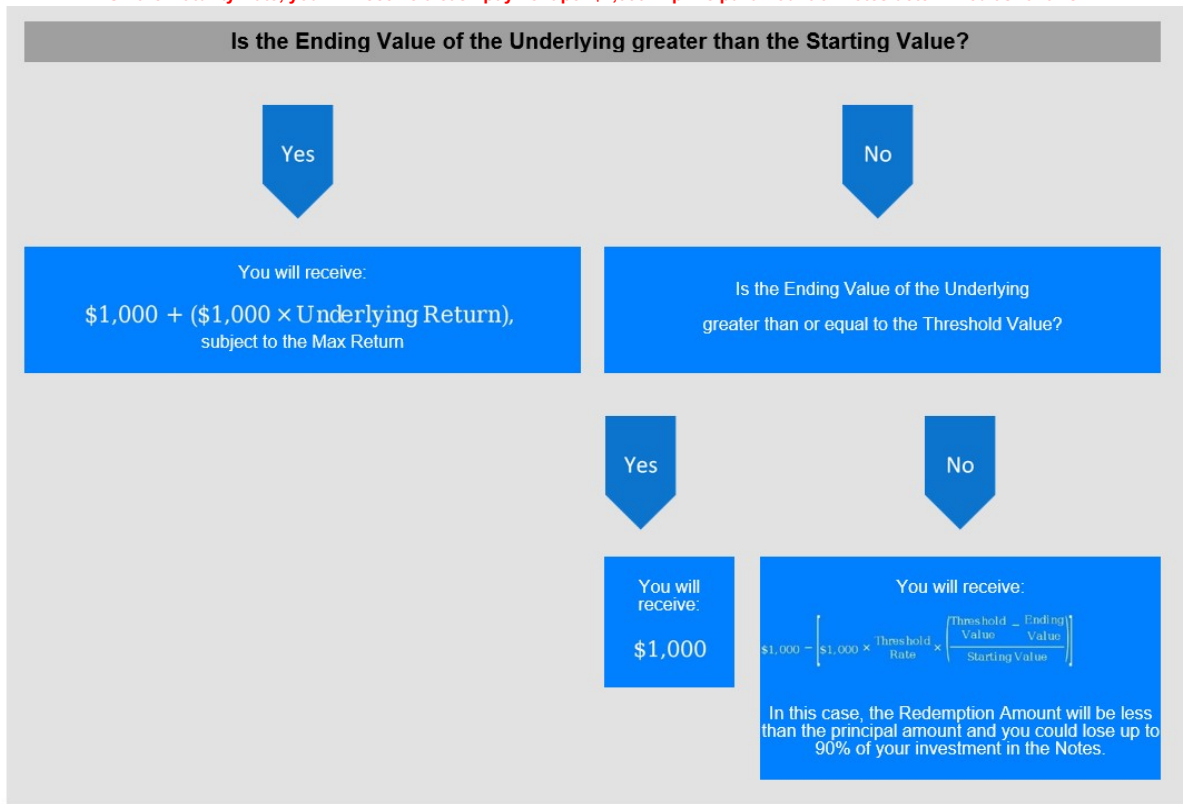 Is the Ending Value of the Underlying greater than the Starting Value?
Yes
No
You will receive:
$1,000 + ($1,000 × Underlying Return),
subject to the Max Return
Is the Ending Value of the Underlying
greater than or equal to the Threshold Value?
Yes
No
You will
receive:
$1,000
You will receive:
$1,000 − [$1,000 × Threshold Rate × (Threshold Value − Ending Value / Starting Value)]
In this case, the Redemption Amount will be less
than the principal amount and you could lose up to
90% of your investment in the Notes.